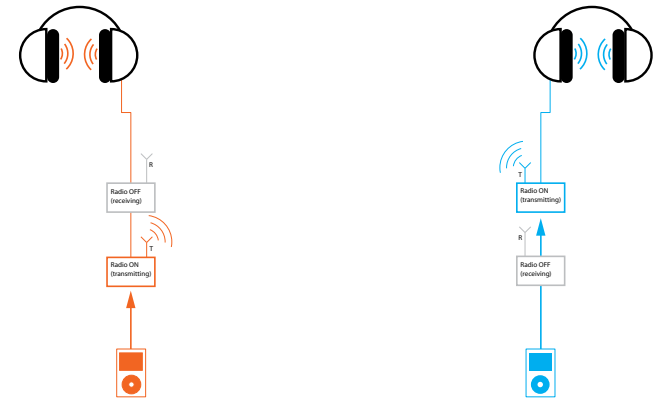 R
Radio OFF
(receiving)
T
Radio ON
(transmitting)
T
Radio ON
(transmitting)
R
Radio OFF
(receiving)